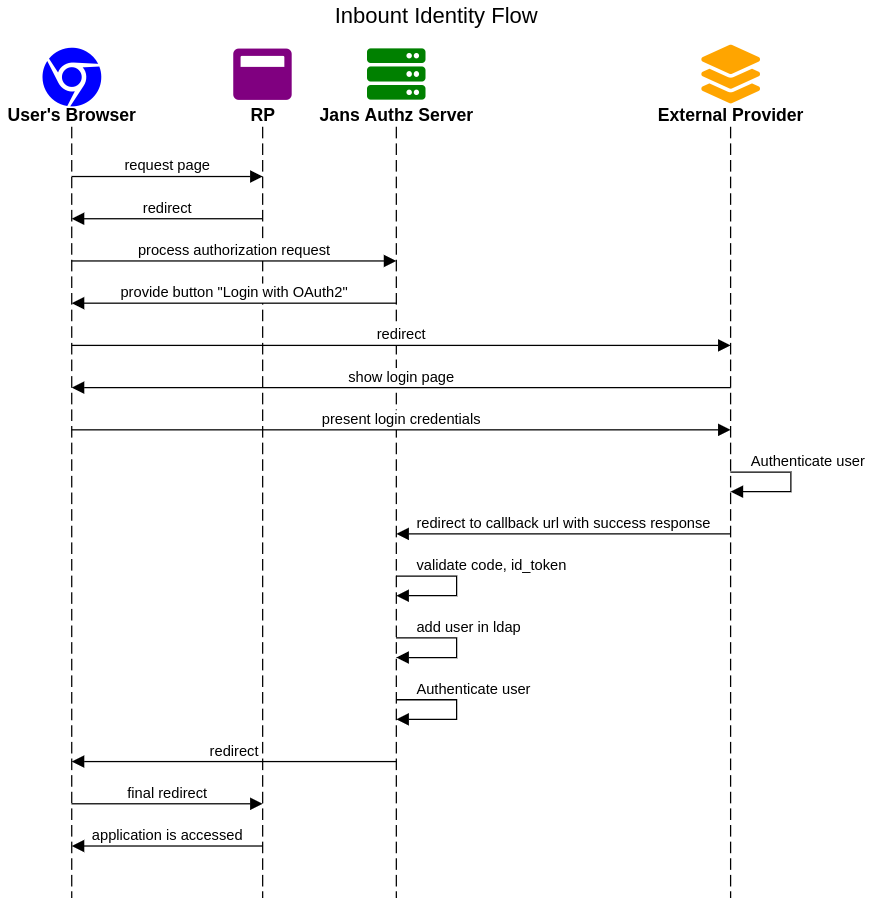 Inbount Identity Flow
User's Browser
RP
Jans Authz Server
External Provider
request page
redirect
process authorization request
provide button "Login with OAuth2"
redirect
show login page
present login credentials
Authenticate user
redirect to callback url with success response
validate code, id_token
add user in ldap
Authenticate user
redirect
final redirect
application is accessed